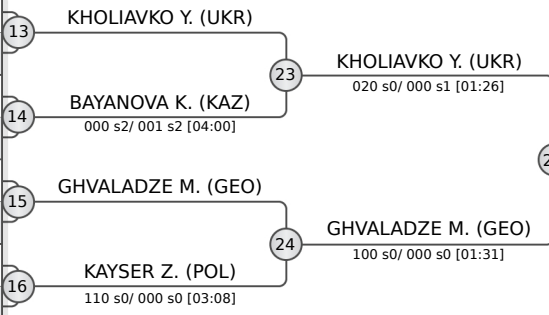 KHOLIAVKO Y. (UKR)
13
23
KHOLIAVKO Y. (UKR)
020 s0/ 000 s1 [01:26]
BAYANOVA K. (KAZ)
14
000 s2/ 001 s2 [04:00]
GHVALADZE M. (GEO)
15
24
GHVALADZE M. (GEO)
100 s0/ 000 s0 [01:31]
KAYSER Z. (POL)
16
110 s0/ 000 s0 [03:08]